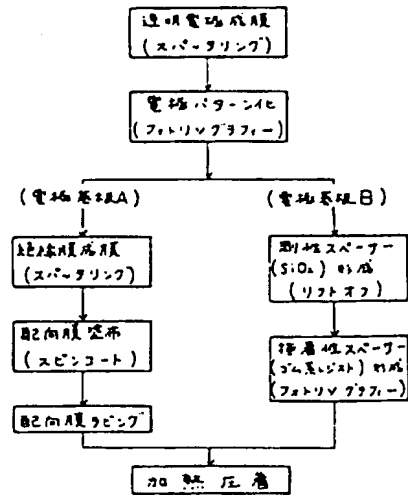 透明電極成膜
(スパッタリング)
電極パターン化
(フォトリソグラフィー)
(電極基板A)
絶縁膜成膜
(スパッタリング)
配向膜塗布
(スピンコート)
配向膜ラビング
(電極基板B)
剛性スペーサー
(SiO₂)形成
(リフトオフ)
接着性スペーサー
(ゴム系レジスト)形成
(フォトリソグラフィー)
加熱圧着